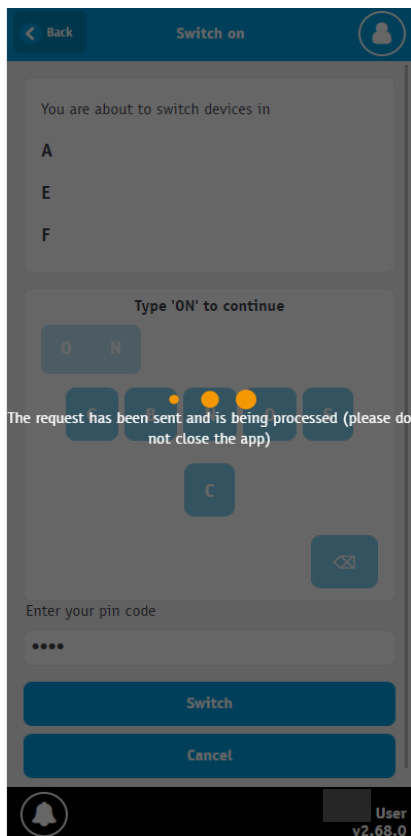 Back
Switch on
You are about to switch devices in
A
E
F
Type 'ON' to continue
O N
B N O S
The request has been sent and is being processed (please do
not close the app)
C
⌫
Enter your pin code
••••
Switch
Cancel
User
v2.68.0